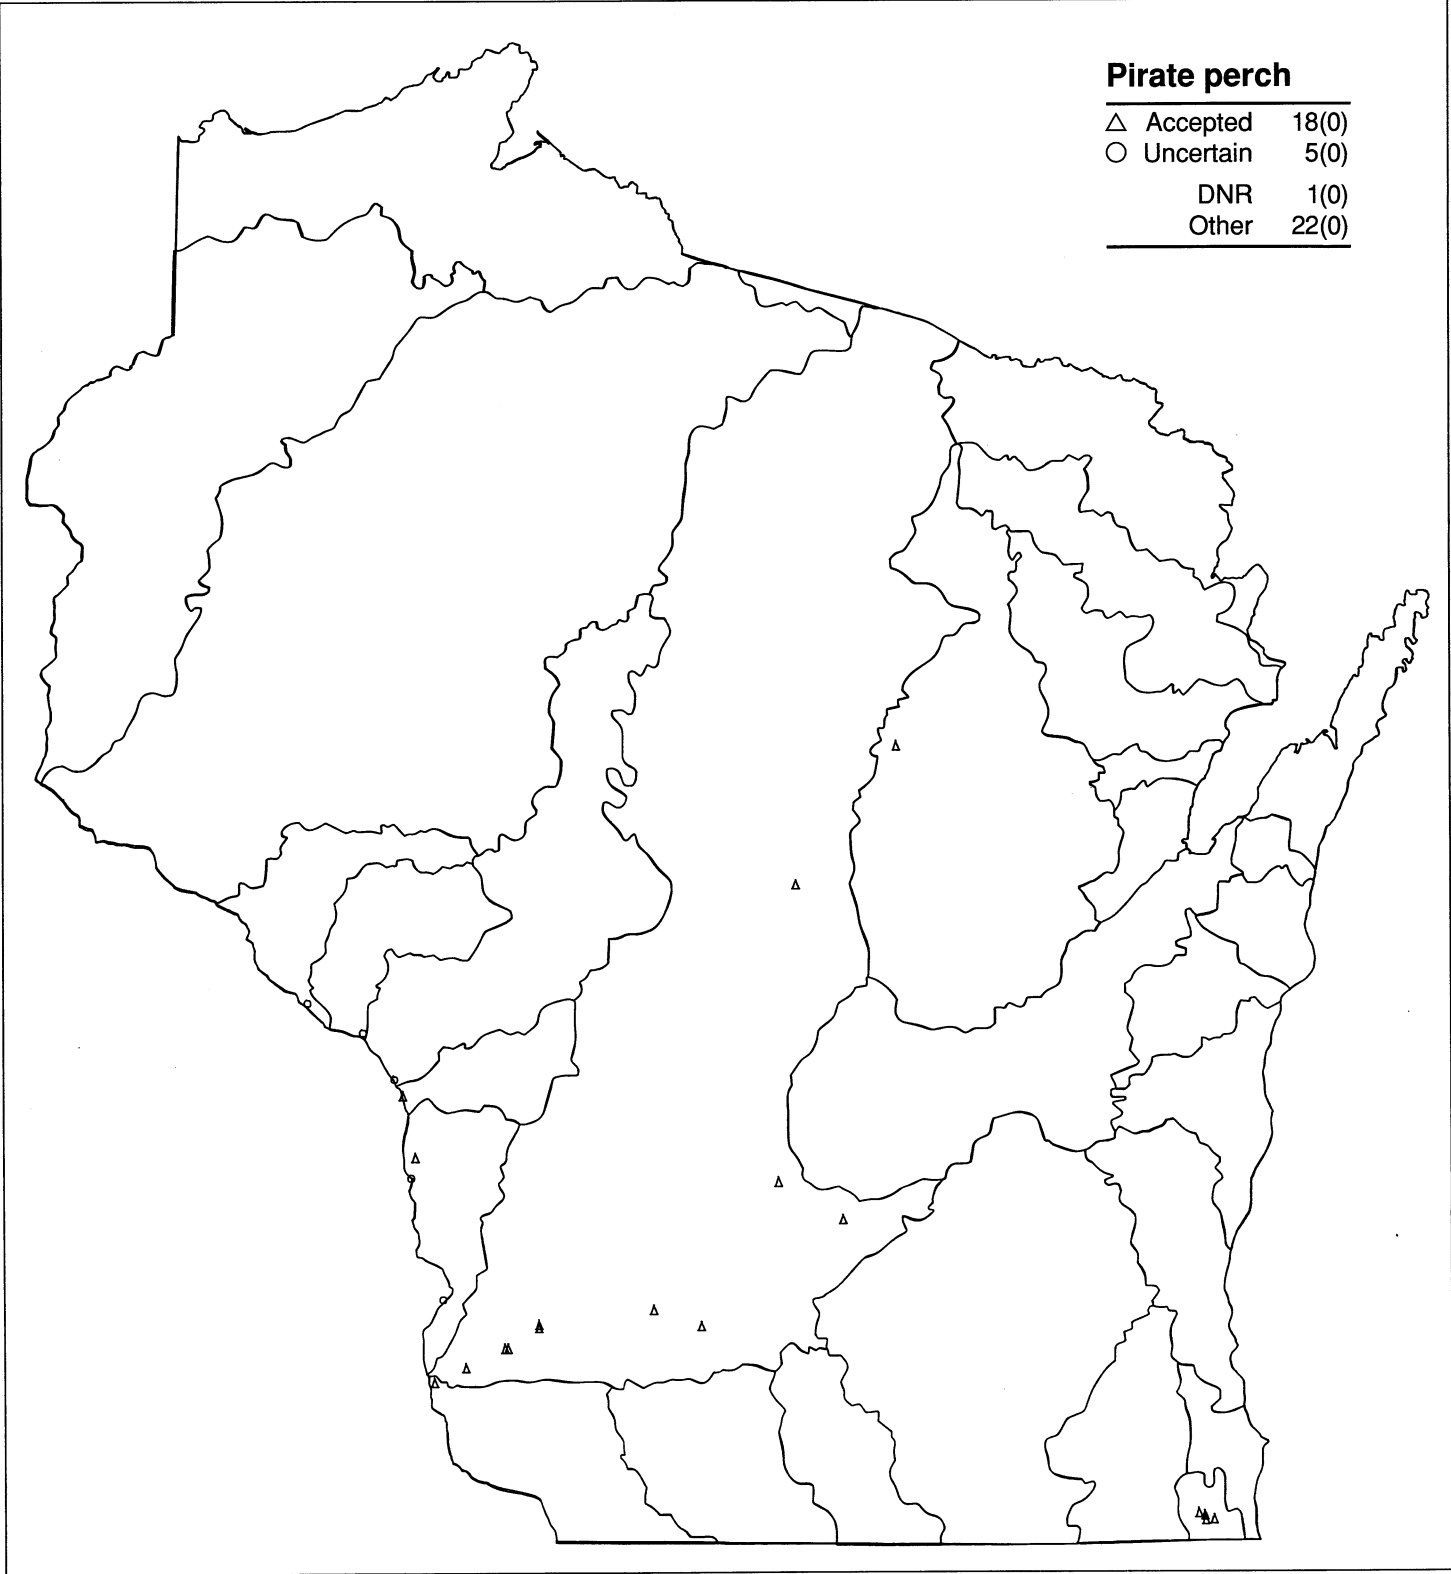 Pirate perch
△ Accepted 18(0)
○ Uncertain 5(0)
DNR 1(0)
Other 22(0)